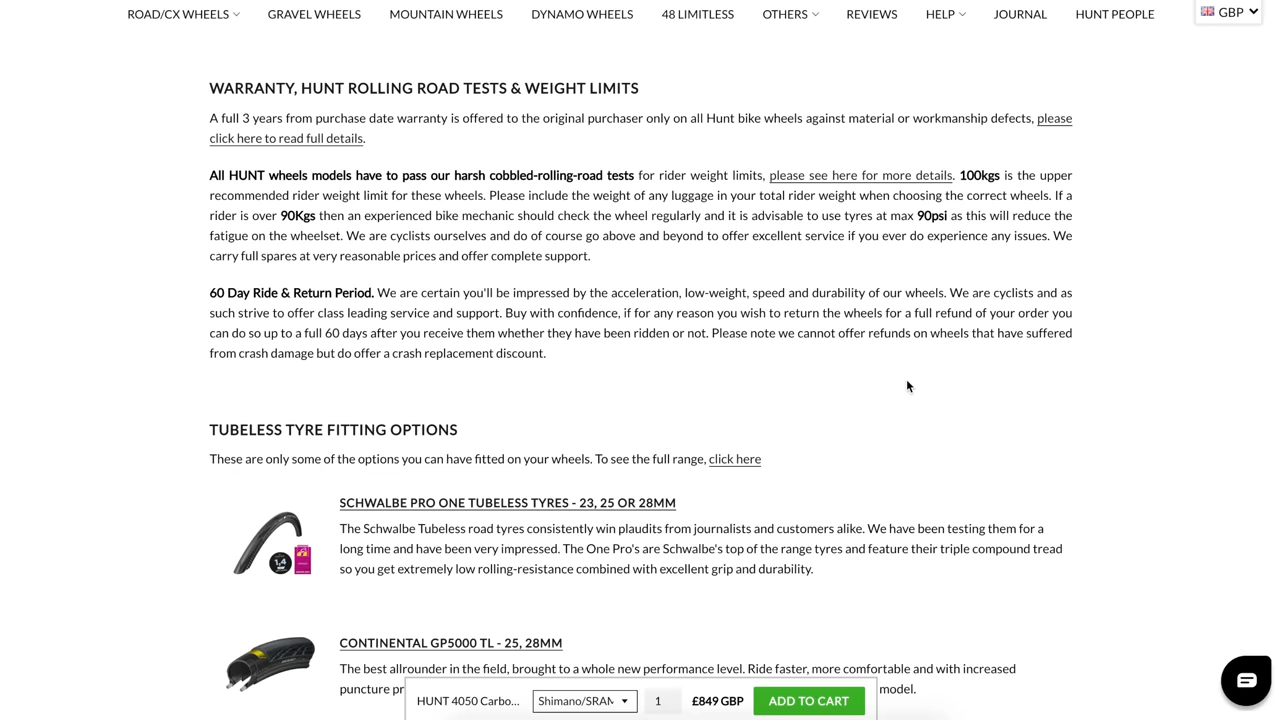 ROAD/CX WHEELS GRAVEL WHEELS MOUNTAIN WHEELS DYNAMO WHEELS 48 LIMITLESS OTHERS REVIEWS HELP JOURNAL HUNT PEOPLE GBP
WARRANTY, HUNT ROLLING ROAD TESTS & WEIGHT LIMITS
A full 3 years from purchase date warranty is offered to the original purchaser only on all Hunt bike wheels against material or workmanship defects, please
click here to read full details.
All HUNT wheels models have to pass our harsh cobbled-rolling-road tests for rider weight limits, please see here for more details. 100kgs is the upper
recommended rider weight limit for these wheels. Please include the weight of any luggage in your total rider weight when choosing the correct wheels. If a
rider is over 90Kgs then an experienced bike mechanic should check the wheel regularly and it is advisable to use tyres at max 90psi as this will reduce the
fatigue on the wheelset. We are cyclists ourselves and do of course go above and beyond to offer excellent service if you ever do experience any issues. We
carry full spares at very reasonable prices and offer complete support.
60 Day Ride & Return Period. We are certain you'll be impressed by the acceleration, low-weight, speed and durability of our wheels. We are cyclists and as
such strive to offer class leading service and support. Buy with confidence, if for any reason you wish to return the wheels for a full refund of your order you
can do so up to a full 60 days after you receive them whether they have been ridden or not. Please note we cannot offer refunds on wheels that have suffered
from crash damage but do offer a crash replacement discount.
TUBELESS TYRE FITTING OPTIONS
These are only some of the options you can have fitted on your wheels. To see the full range, click here
SCHWALBE PRO ONE TUBELESS TYRES - 23, 25 OR 28MM
The Schwalbe Tubeless road tyres consistently win plaudits from journalists and customers alike. We have been testing them for a
long time and have been very impressed. The One Pro's are Schwalbe's top of the range tyres and feature their triple compound tread
so you get extremely low rolling-resistance combined with excellent grip and durability.
CONTINENTAL GP5000 TL - 25, 28MM
The best allrounder in the field, brought to a whole new performance level. Ride faster, more comfortable and with increased
puncture pr model.
HUNT 4050 Carbo... Shimano/SRAM 1 £849 GBP ADD TO CART